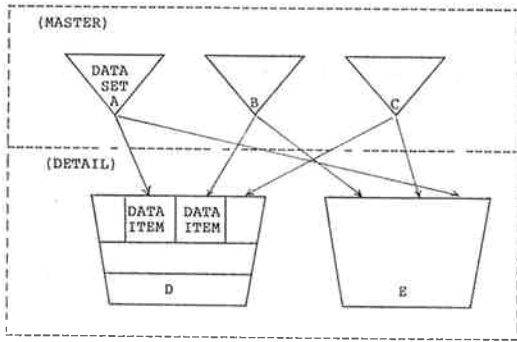 (MASTER)
DATA
SET
A
B
C
(DETAIL)
DATA
ITEM
DATA
ITEM
D
E